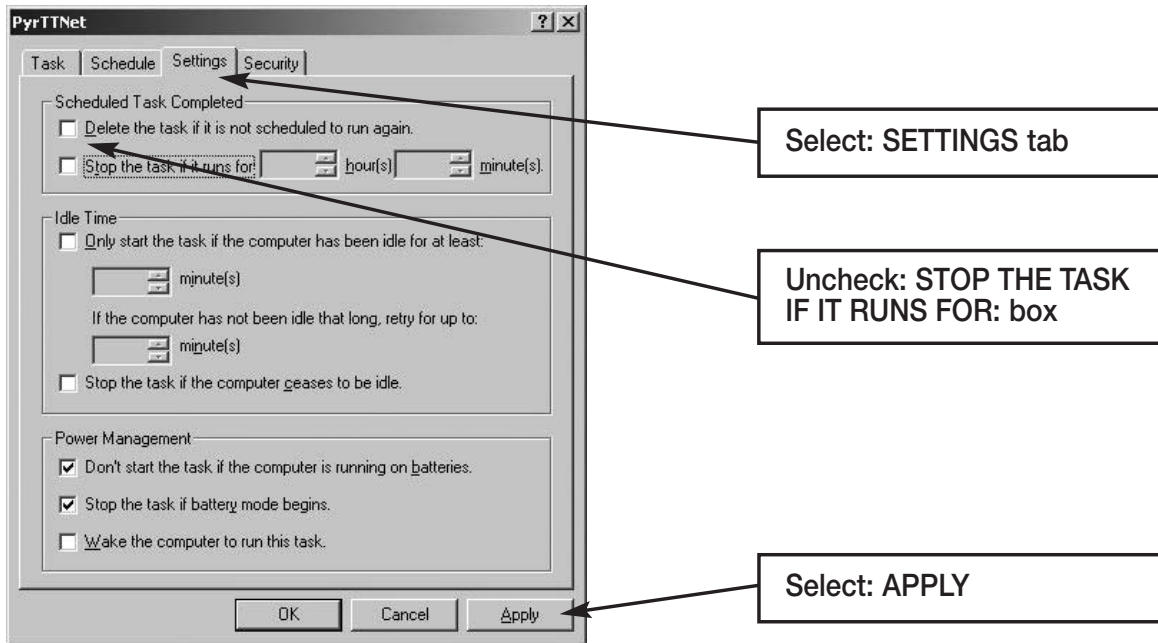 PyrTTNet
Task Schedule Settings Security
Scheduled Task Completed
Delete the task if it is not scheduled to run again.
Stop the task if it runs for: hour(s) minute(s).
Idle Time
Only start the task if the computer has been idle for at least:
minute(s)
If the computer has not been idle that long, retry for up to:
minute(s)
Stop the task if the computer ceases to be idle.
Power Management
Don't start the task if the computer is running on batteries.
Stop the task if battery mode begins.
Wake the computer to run this task.
OK Cancel Apply
Select: SETTINGS tab
Uncheck: STOP THE TASK
IF IT RUNS FOR: box
Select: APPLY